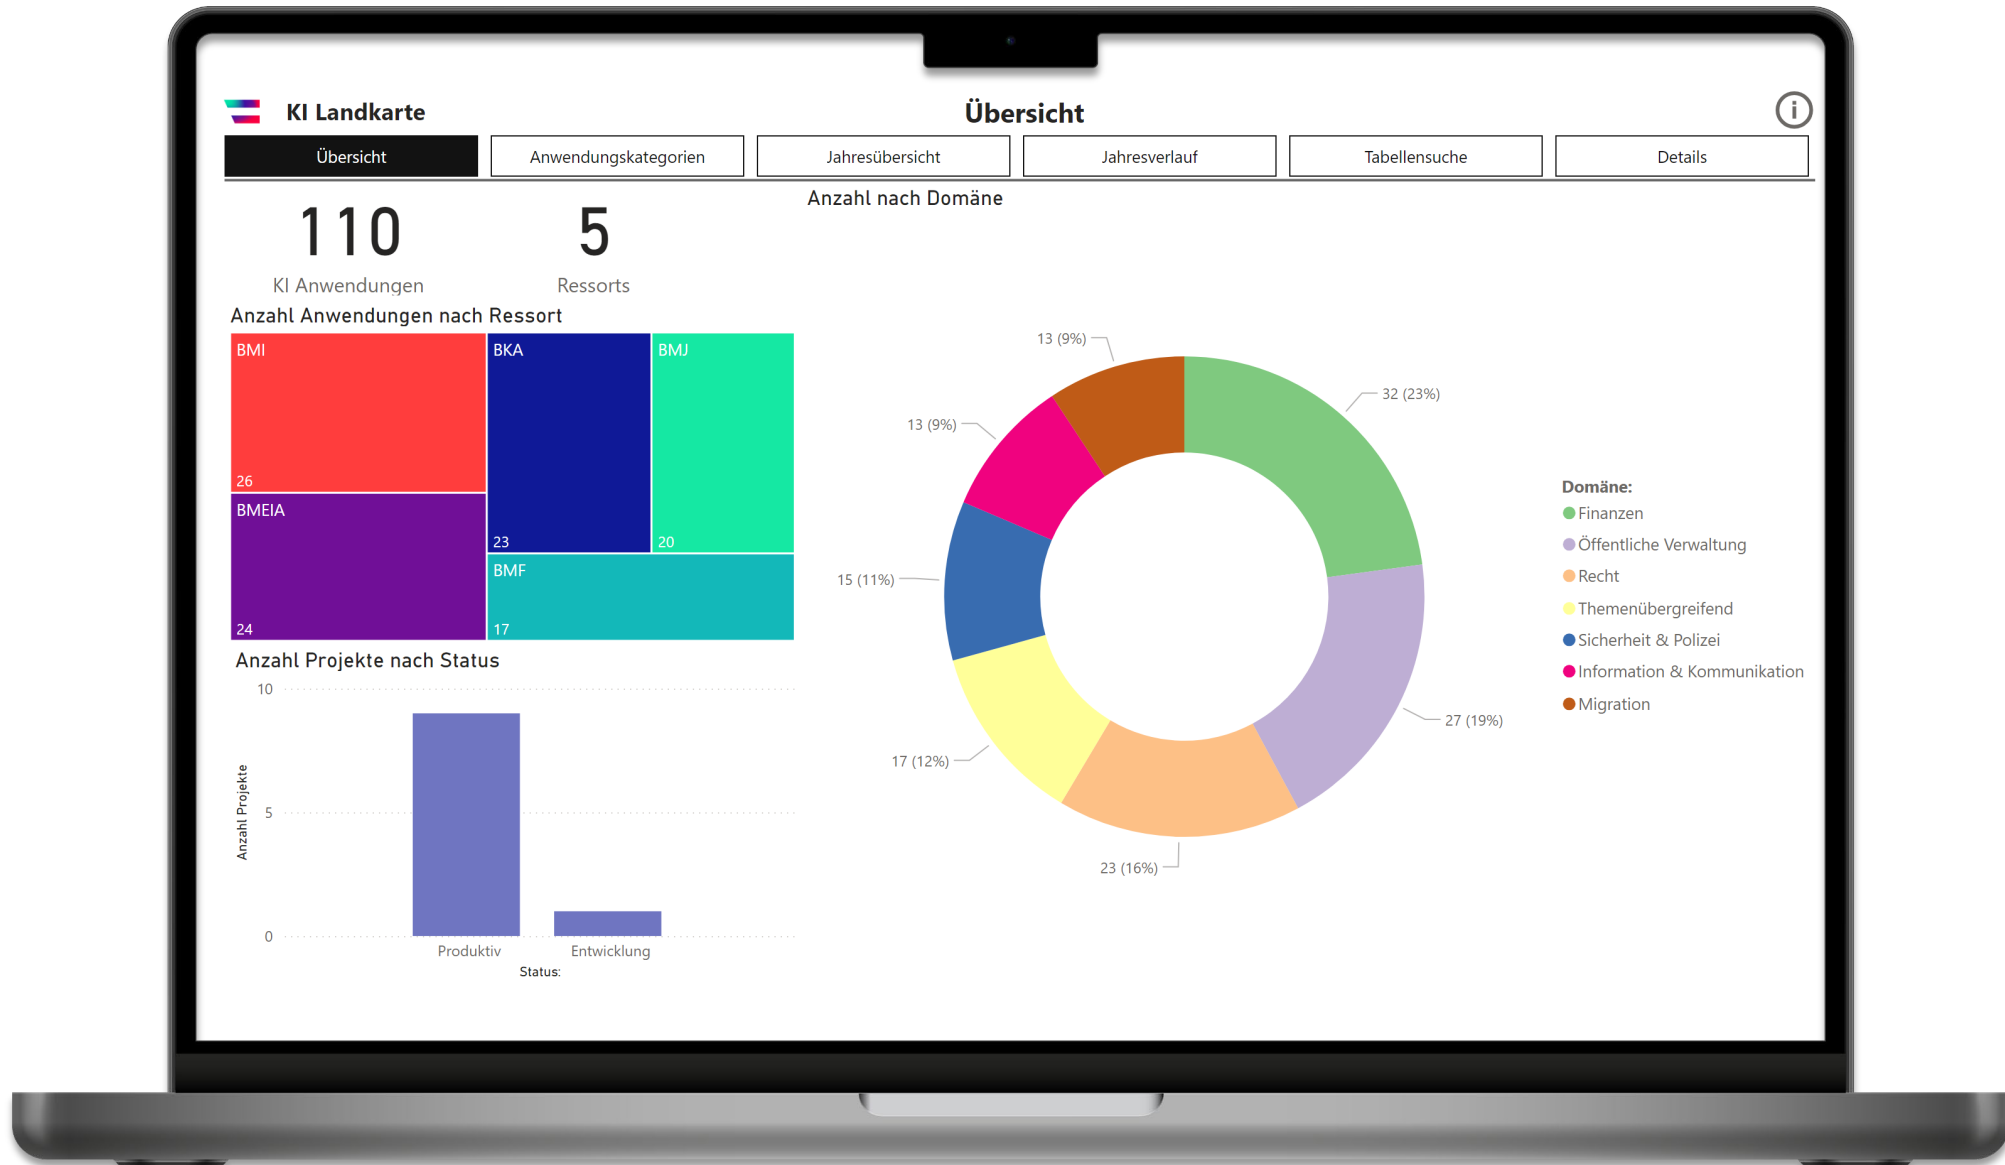 KI Landkarte
Übersicht
Übersicht
Anwendungskategorien
Jahresübersicht
Jahresverlauf
Tabellensuche
Details
110
KI Anwendungen
5
Ressorts
Anzahl Anwendungen nach Ressort
BMI
26
BMEIA
24
BKA
23
BMJ
20
BMF
17
Anzahl Projekte nach Status
Anzahl Projekte
10
5
0
Produktiv
Entwicklung
Status:
Anzahl nach Domäne
32 (23%)
27 (19%)
23 (16%)
17 (12%)
15 (11%)
13 (9%)
13 (9%)
Domäne:
Finanzen
Öffentliche Verwaltung
Recht
Themenübergreifend
Sicherheit & Polizei
Information & Kommunikation
Migration